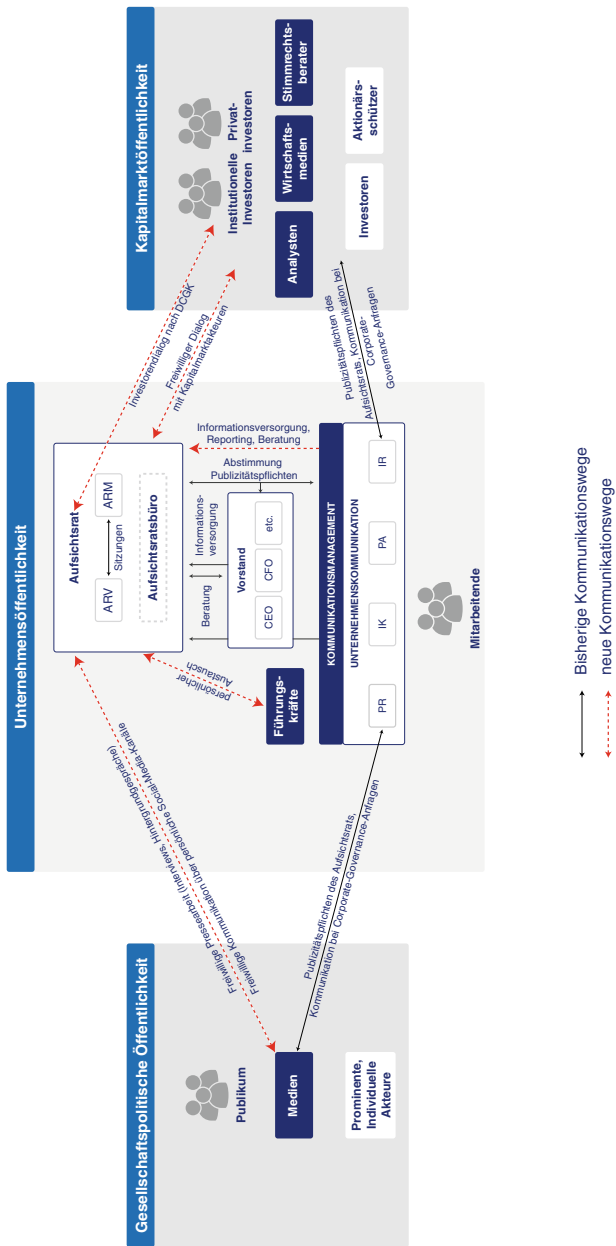 Gesellschaftspolitische Öffentlichkeit
Publikum
Medien
Prominente,
Individuelle
Akteure
Freiwillige Pressearbeit (Interviews, Hintergrundgespräche)
Freiwillige Kommunikation über persönliche Social-Media-Kanäle
Publizitätspflichten des Aufsichtsrats,
Kommunikation bei Corporate-Governance-Anfragen
Unternehmensöffentlichkeit
Aufsichtsrat
ARV
Sitzungen
ARM
Aufsichtsratsbüro
persönlicher
Austausch
Führungs-
kräfte
Beratung
Informations-
versorgung
Abstimmung
Publizitätspflichten
Informationsversorgung,
Reporting, Beratung
Vorstand
CEO
CFO
etc.
KOMMUNIKATIONSMANAGEMENT
UNTERNEHMENSKOMMUNIKATION
PR
IK
PA
IR
Mitarbeitende
Investorendialog nach DCGK
Freiwilliger Dialog
mit Kapitalmarktakteuren
Publizitätspflichten des
Aufsichtsrats, Kommunikation bei
Corporate-
Governance-Anfragen
Kapitalmarktöffentlichkeit
Institutionelle
Investoren
Privat-
investoren
Analysten
Wirtschafts-
medien
Stimmrechts-
berater
Investoren
Aktionärs-
schützer
Bisherige Kommunikationswege
neue Kommunikationswege